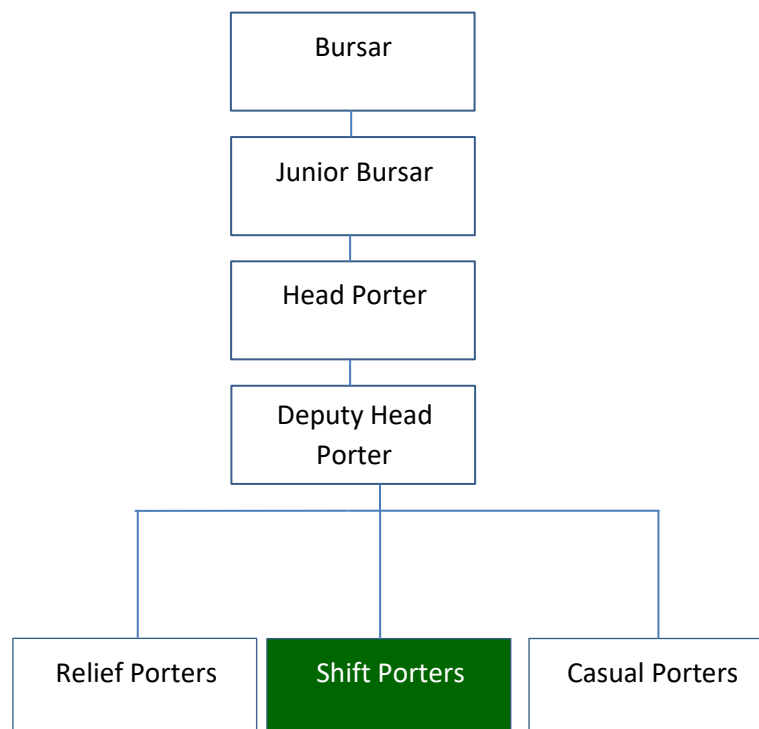 Bursar
Junior Bursar
Head Porter
Deputy Head
Porter
Relief Porters
Shift Porters
Casual Porters